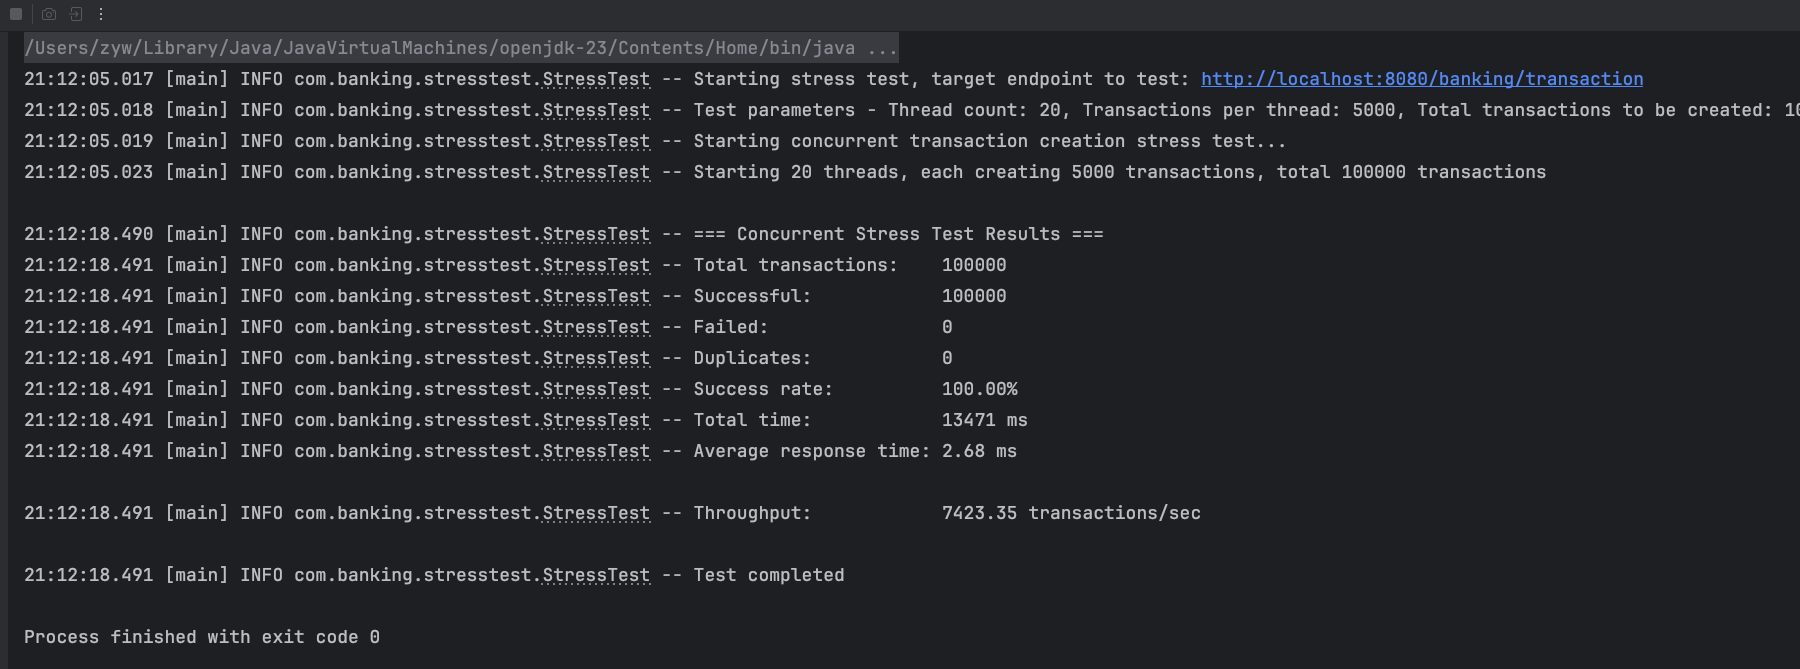 /Users/zyw/Library/Java/JavaVirtualMachines/openjdk-23/Contents/Home/bin/java ...
21:12:05.017 [main] INFO com.banking.stresstest.StressTest -- Starting stress test, target endpoint to test: http://localhost:8080/banking/transaction
21:12:05.018 [main] INFO com.banking.stresstest.StressTest -- Test parameters - Thread count: 20, Transactions per thread: 5000, Total transactions to be created: 10
21:12:05.019 [main] INFO com.banking.stresstest.StressTest -- Starting concurrent transaction creation stress test...
21:12:05.023 [main] INFO com.banking.stresstest.StressTest -- Starting 20 threads, each creating 5000 transactions, total 100000 transactions
21:12:18.490 [main] INFO com.banking.stresstest.StressTest -- === Concurrent Stress Test Results ===
21:12:18.491 [main] INFO com.banking.stresstest.StressTest -- Total transactions: 100000
21:12:18.491 [main] INFO com.banking.stresstest.StressTest -- Successful: 100000
21:12:18.491 [main] INFO com.banking.stresstest.StressTest -- Failed: 0
21:12:18.491 [main] INFO com.banking.stresstest.StressTest -- Duplicates: 0
21:12:18.491 [main] INFO com.banking.stresstest.StressTest -- Success rate: 100.00%
21:12:18.491 [main] INFO com.banking.stresstest.StressTest -- Total time: 13471 ms
21:12:18.491 [main] INFO com.banking.stresstest.StressTest -- Average response time: 2.68 ms
21:12:18.491 [main] INFO com.banking.stresstest.StressTest -- Throughput: 7423.35 transactions/sec
21:12:18.491 [main] INFO com.banking.stresstest.StressTest -- Test completed
Process finished with exit code 0